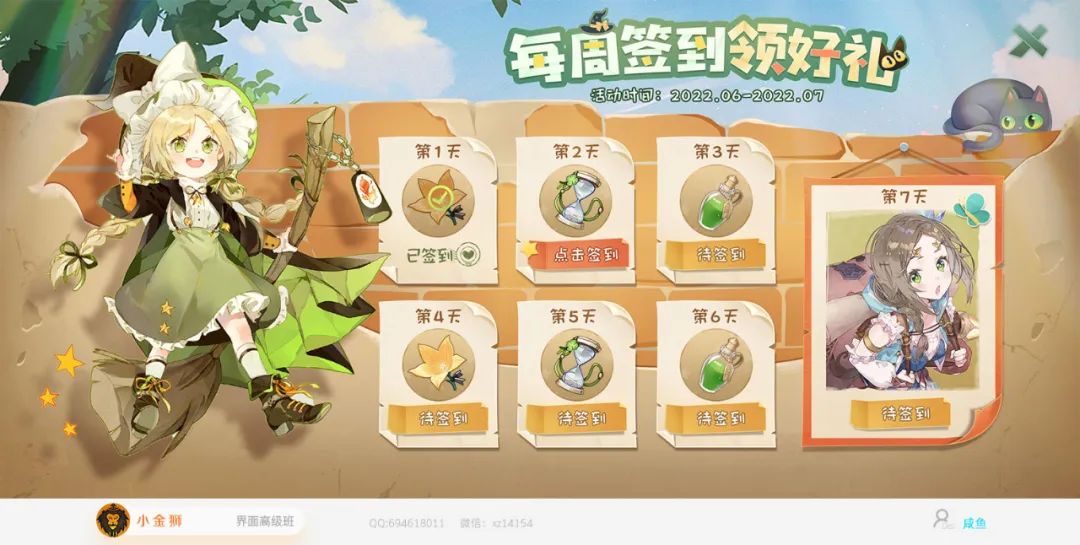 每周签到领好礼
活动时间：2022.06-2022.07
第1天
已签到
第2天
点击签到
第3天
待签到
第4天
待签到
第5天
待签到
第6天
待签到
第7天
待签到
小金狮
界面高级班
QQ:694618011
微信：xz14154
咸鱼